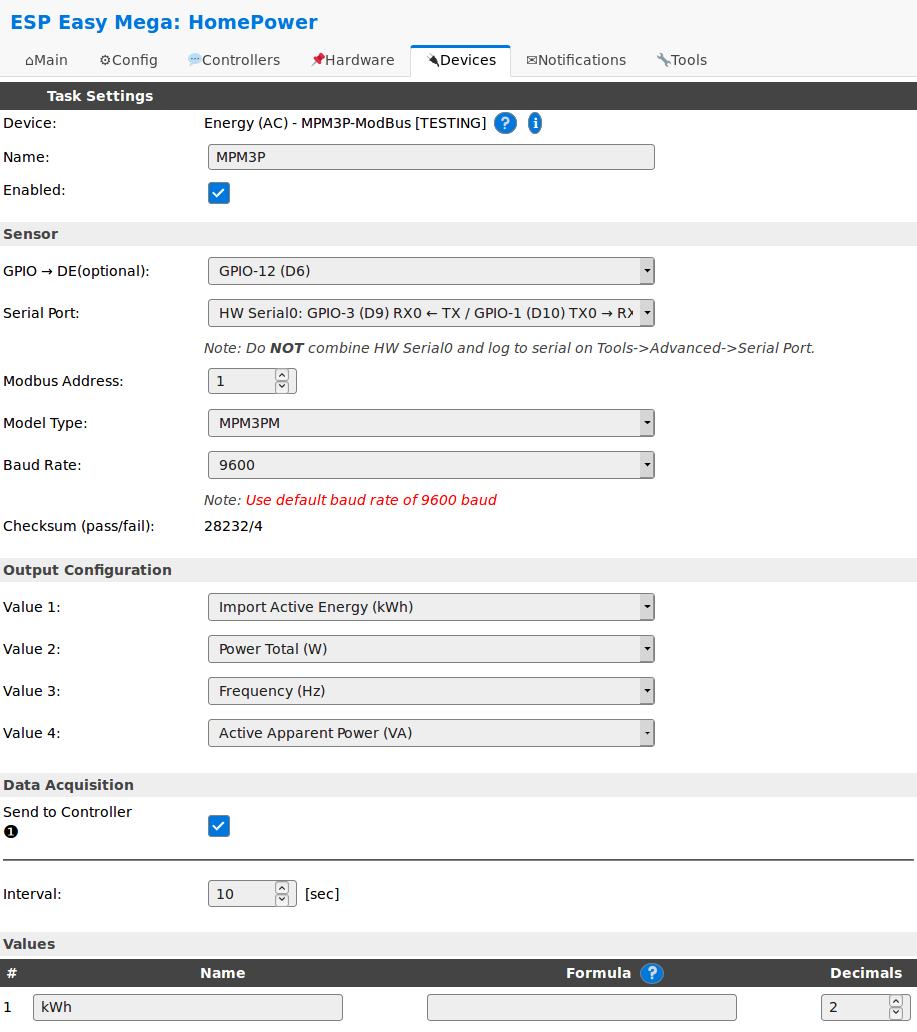 ESP Easy Mega: HomePower
⌂Main ⚙Config 💬Controllers 📌Hardware 🔌Devices ✉Notifications 🔧Tools
Task Settings
Device: Energy (AC) - MPM3P-ModBus [TESTING] ? i
Name: MPM3P
Enabled:
Sensor
GPIO → DE(optional): GPIO-12 (D6)
Serial Port: HW Serial0: GPIO-3 (D9) RX0 ← TX / GPIO-1 (D10) TX0 → RX
Note: Do NOT combine HW Serial0 and log to serial on Tools->Advanced->Serial Port.
Modbus Address: 1
Model Type: MPM3PM
Baud Rate: 9600
Note: Use default baud rate of 9600 baud
Checksum (pass/fail): 28232/4
Output Configuration
Value 1: Import Active Energy (kWh)
Value 2: Power Total (W)
Value 3: Frequency (Hz)
Value 4: Active Apparent Power (VA)
Data Acquisition
Send to Controller
❶
Interval: 10 [sec]
Values
# Name Formula ? Decimals
1 kWh 2